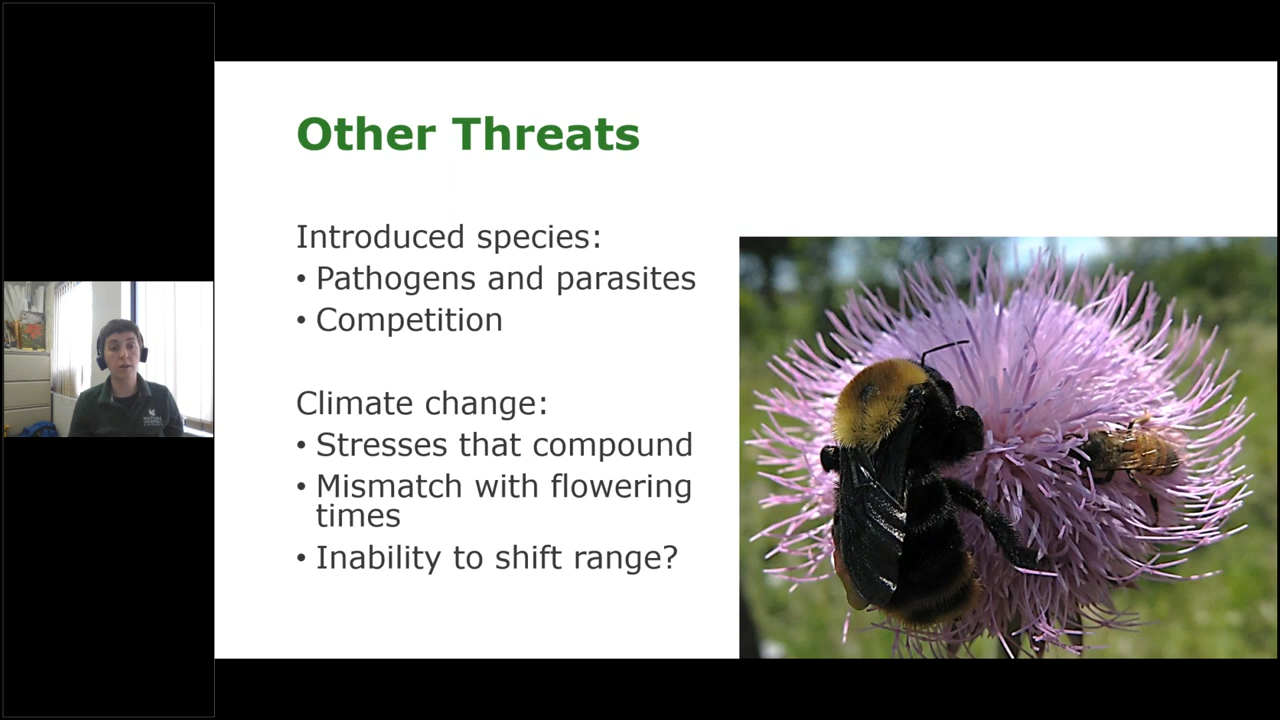 Other Threats
Introduced species:
• Pathogens and parasites
• Competition
Climate change:
• Stresses that compound
• Mismatch with flowering
times
• Inability to shift range?